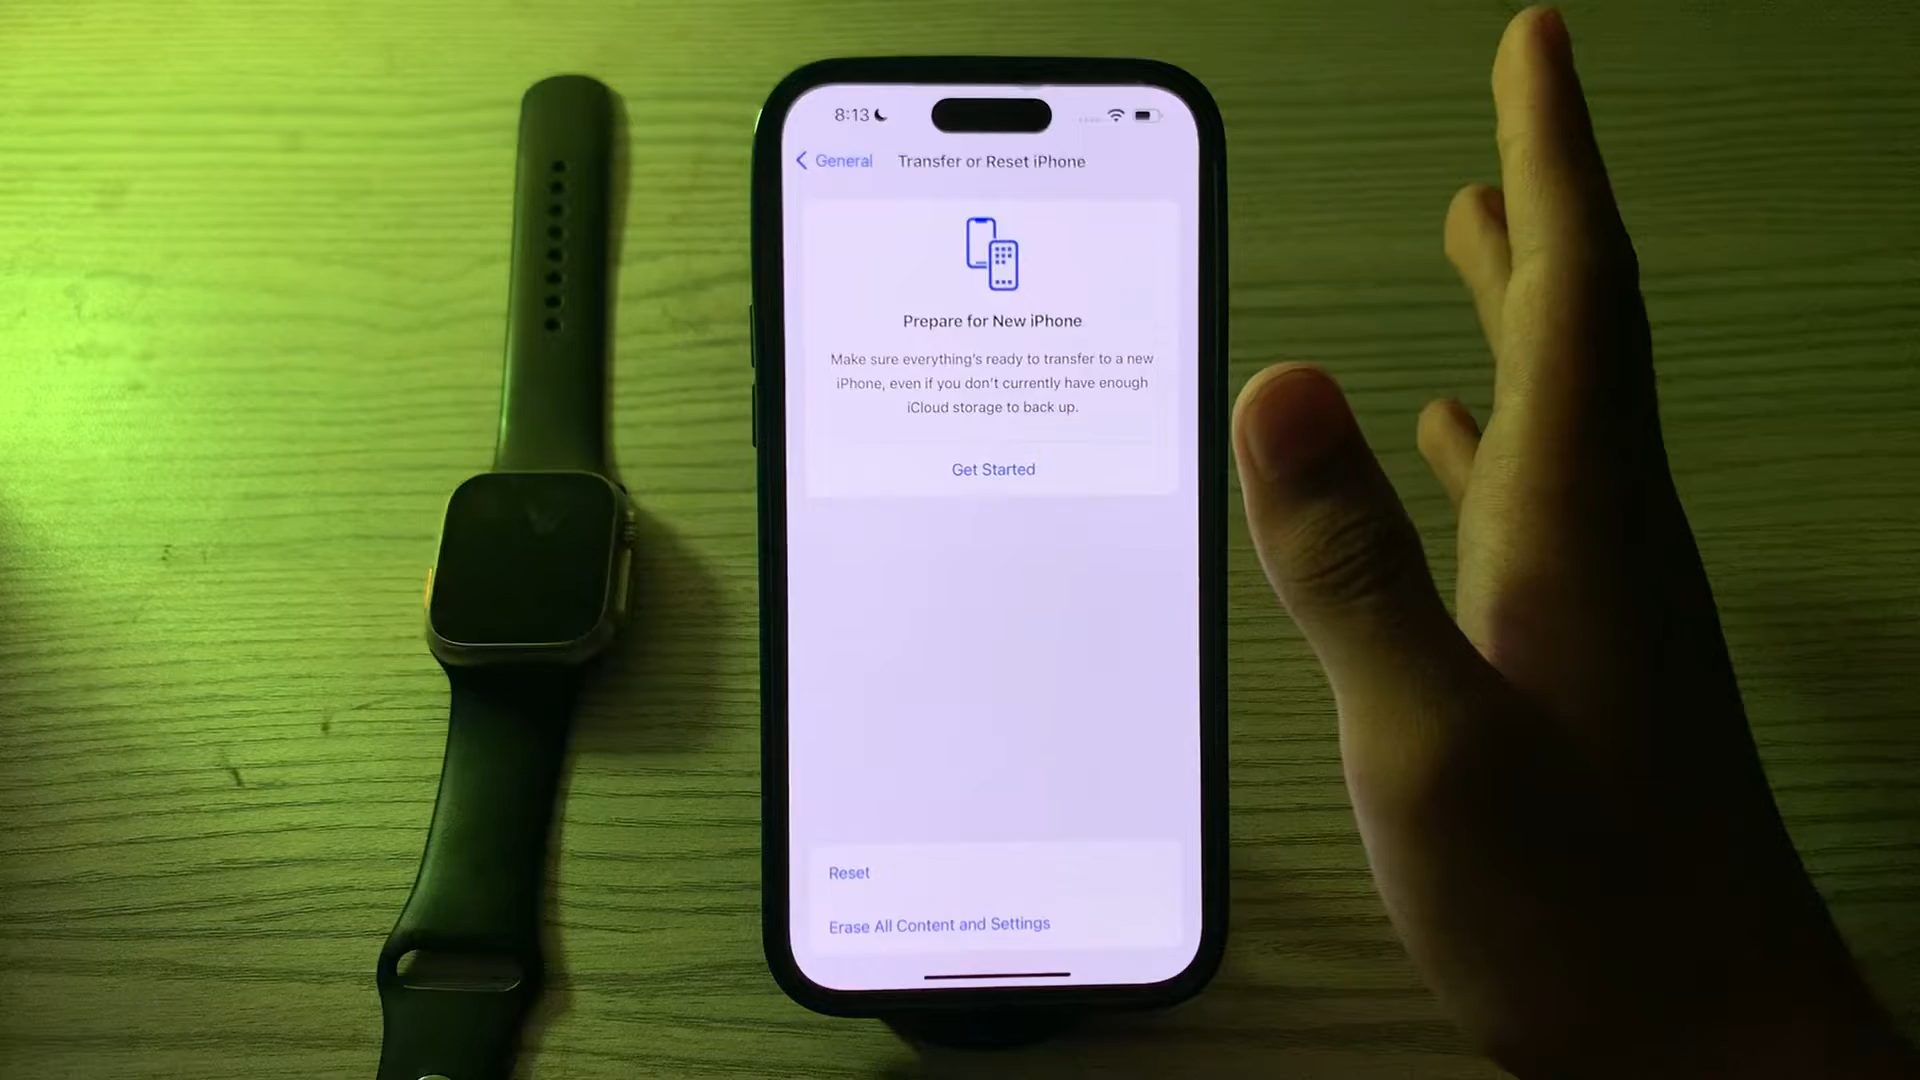 8:13
General
Transfer or Reset iPhone
Prepare for New iPhone
Make sure everything's ready to transfer to a new
iPhone, even if you don't currently have enough
iCloud storage to back up.
Get Started
Reset
Erase All Content and Settings